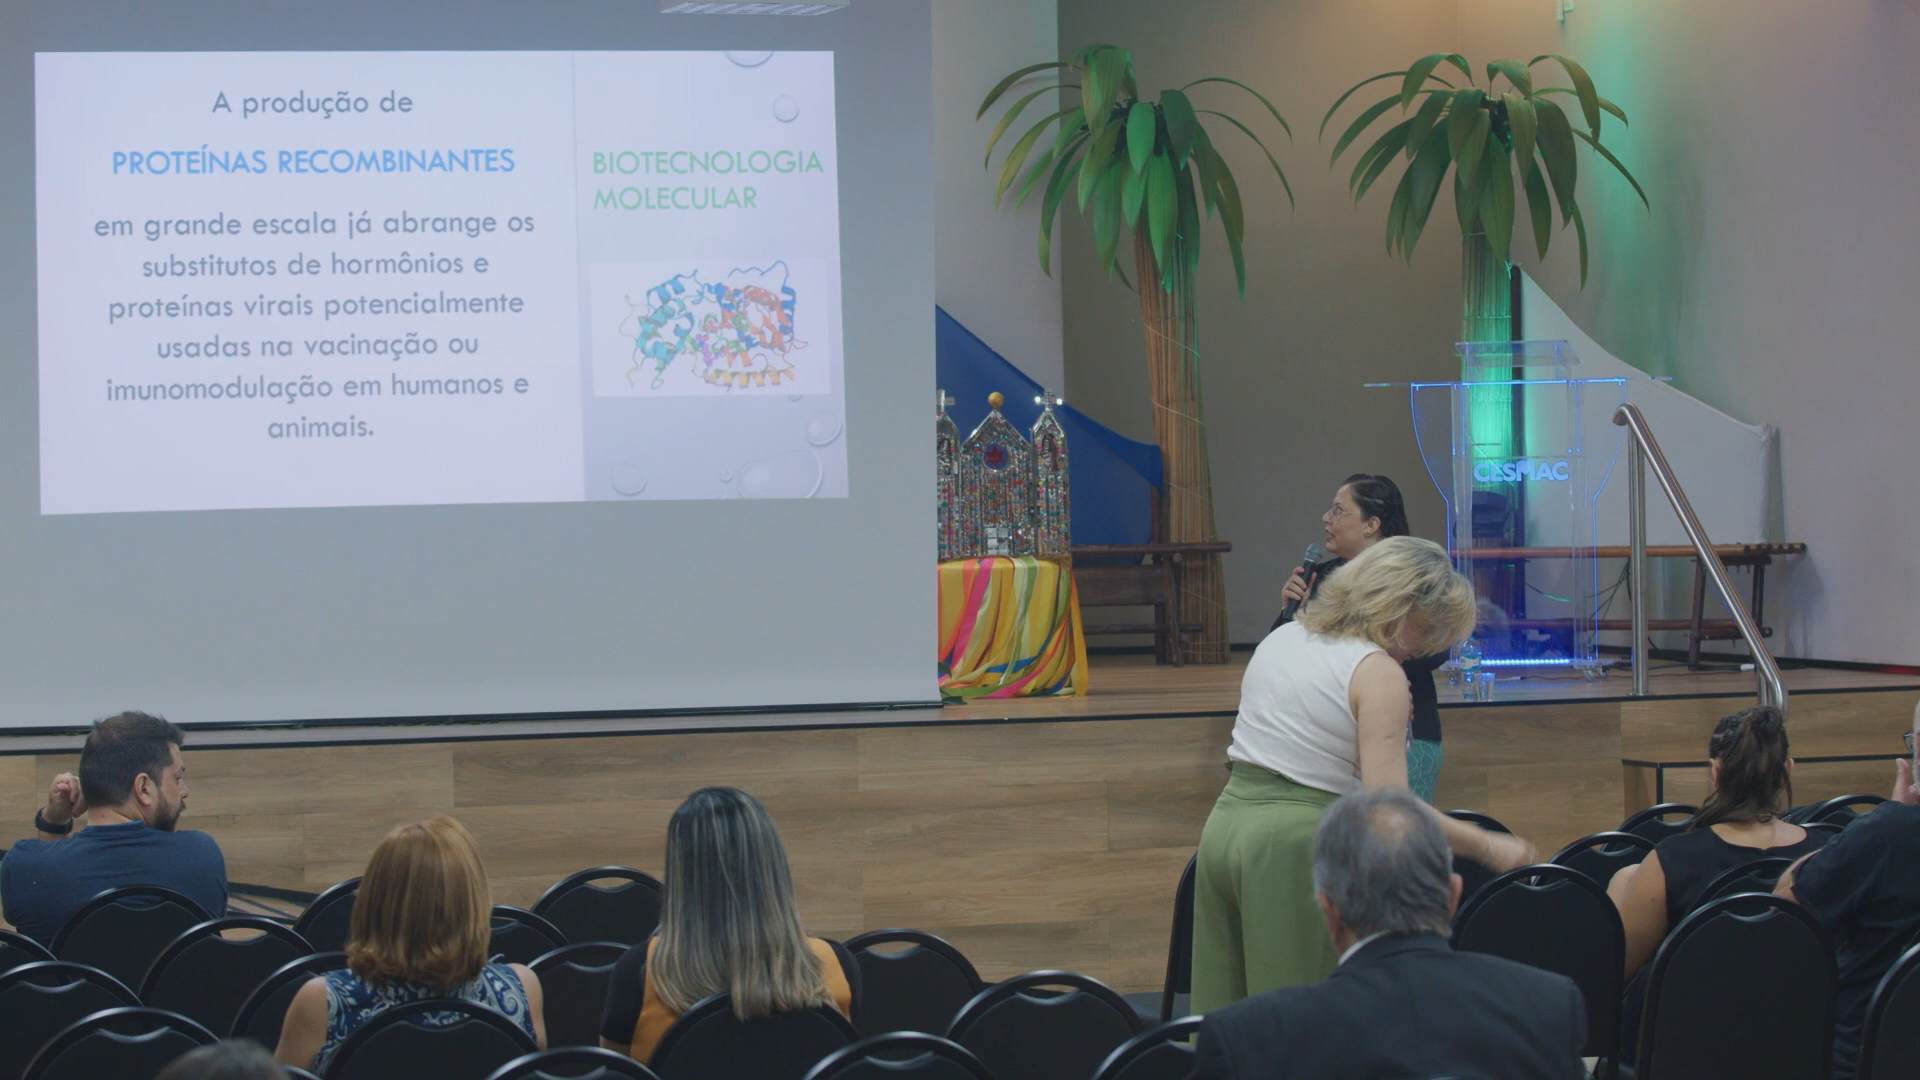 A produção de
PROTEÍNAS RECOMBINANTES
em grande escala já abrange os
substitutos de hormônios e
proteínas virais potencialmente
usadas na vacinação ou
imunomodulação em humanos e
animais.
BIOTECNOLOGIA
MOLECULAR
CESMAC